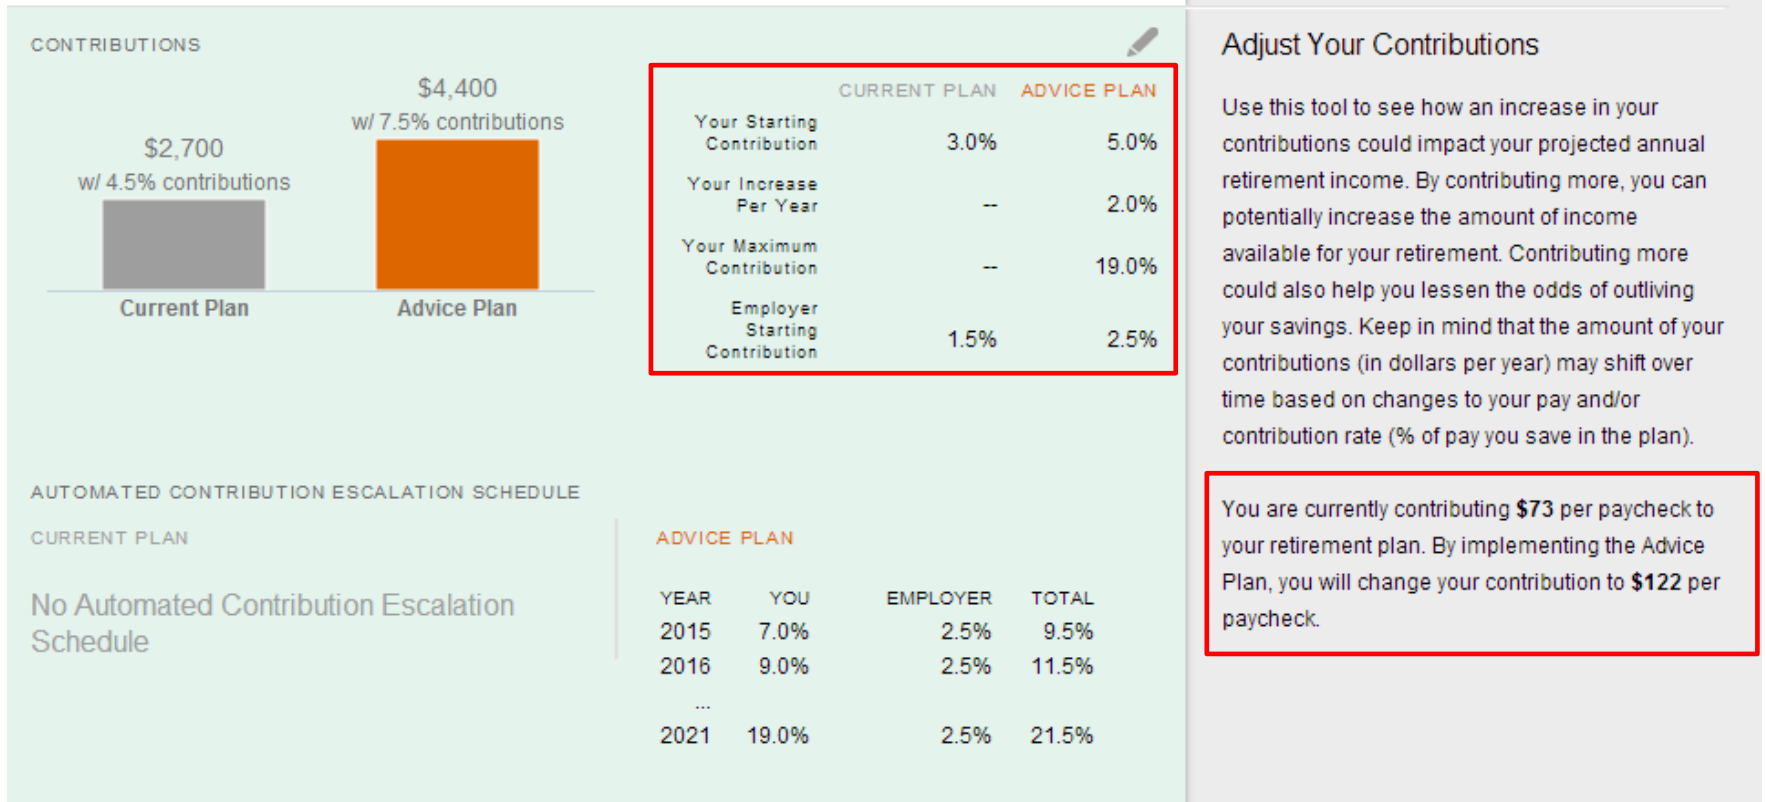 CONTRIBUTIONS
$4,400
w/ 7.5% contributions
$2,700
w/ 4.5% contributions
Current Plan
Advice Plan
CURRENT PLAN ADVICE PLAN
Your Starting
Contribution 3.0% 5.0%
Your Increase
Per Year -- 2.0%
Your Maximum
Contribution -- 19.0%
Employer
Starting
Contribution 1.5% 2.5%
AUTOMATED CONTRIBUTION ESCALATION SCHEDULE
CURRENT PLAN
No Automated Contribution Escalation
Schedule
ADVICE PLAN
YEAR YOU EMPLOYER TOTAL
2015 7.0% 2.5% 9.5%
2016 9.0% 2.5% 11.5%
...
2021 19.0% 2.5% 21.5%
Adjust Your Contributions
Use this tool to see how an increase in your
contributions could impact your projected annual
retirement income. By contributing more, you can
potentially increase the amount of income
available for your retirement. Contributing more
could also help you lessen the odds of outliving
your savings. Keep in mind that the amount of your
contributions (in dollars per year) may shift over
time based on changes to your pay and/or
contribution rate (% of pay you save in the plan).
You are currently contributing $73 per paycheck to
your retirement plan. By implementing the Advice
Plan, you will change your contribution to $122 per
paycheck.